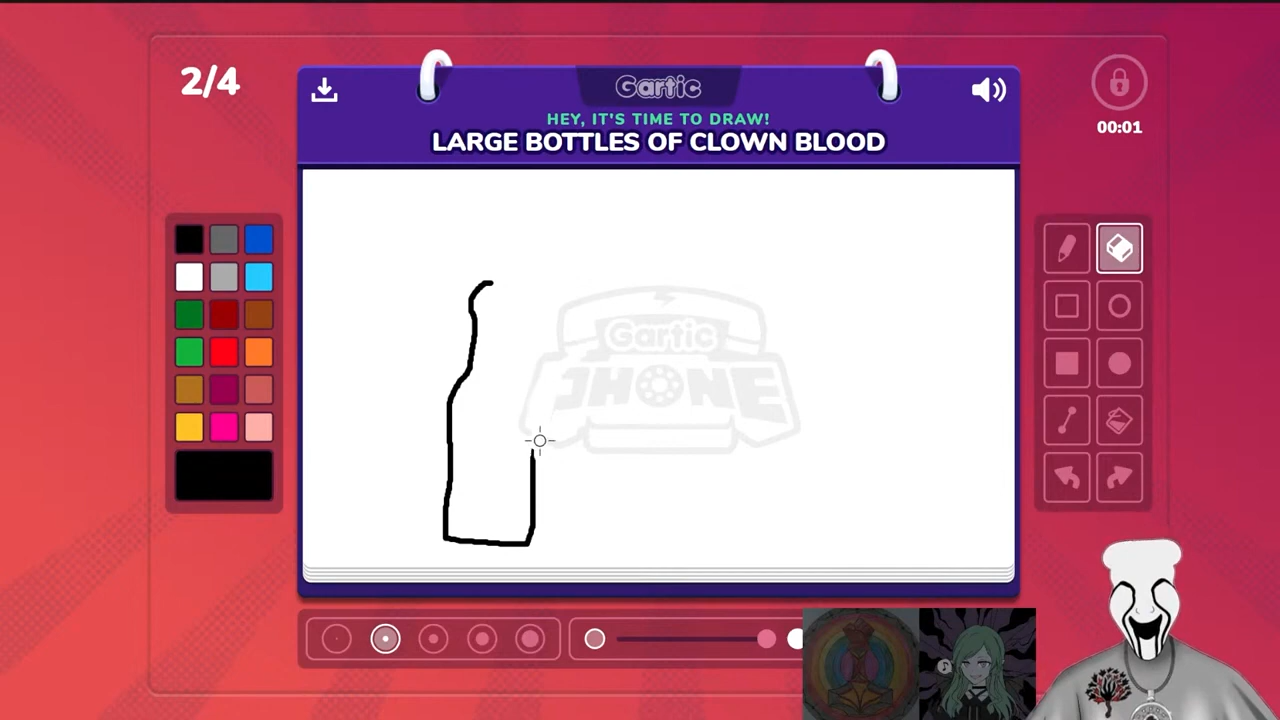 2/4
Gartic
HEY, IT'S TIME TO DRAW!
LARGE BOTTLES OF CLOWN BLOOD
00:01
Gartic
PHONE